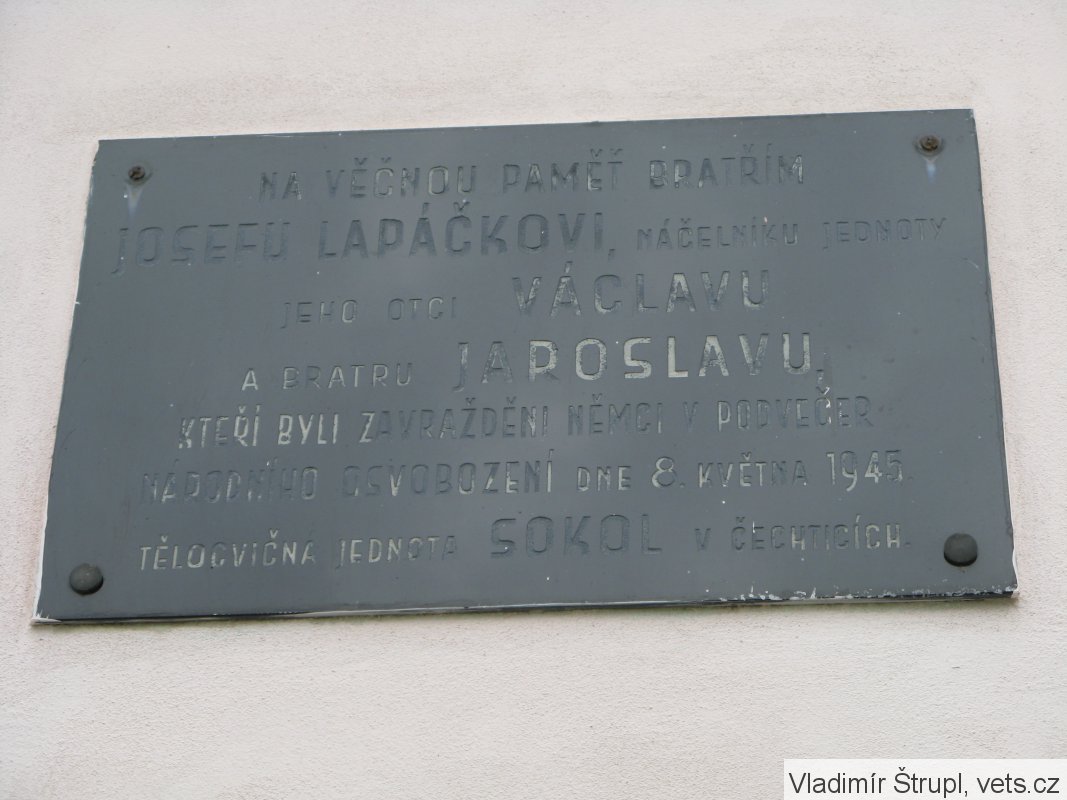 NA VĚČNOU PAMĚŤ BRATŘÍM
JOSEFU LAPÁČKOVI, NÁČELNÍKU JEDNOTY
JEHO OTCI VÁCLAVU
A BRATRU JAROSLAVU,
KTEŘÍ BYLI ZAVRAŽDĚNI NĚMCI V PODVEČER
NÁRODNÍHO OSVOBOZENÍ DNE 8. KVĚTNA 1945.
TĚLOCVIČNÁ JEDNOTA SOKOL V ČECHTICÍCH.
Vladimír Štrupl, vets.cz